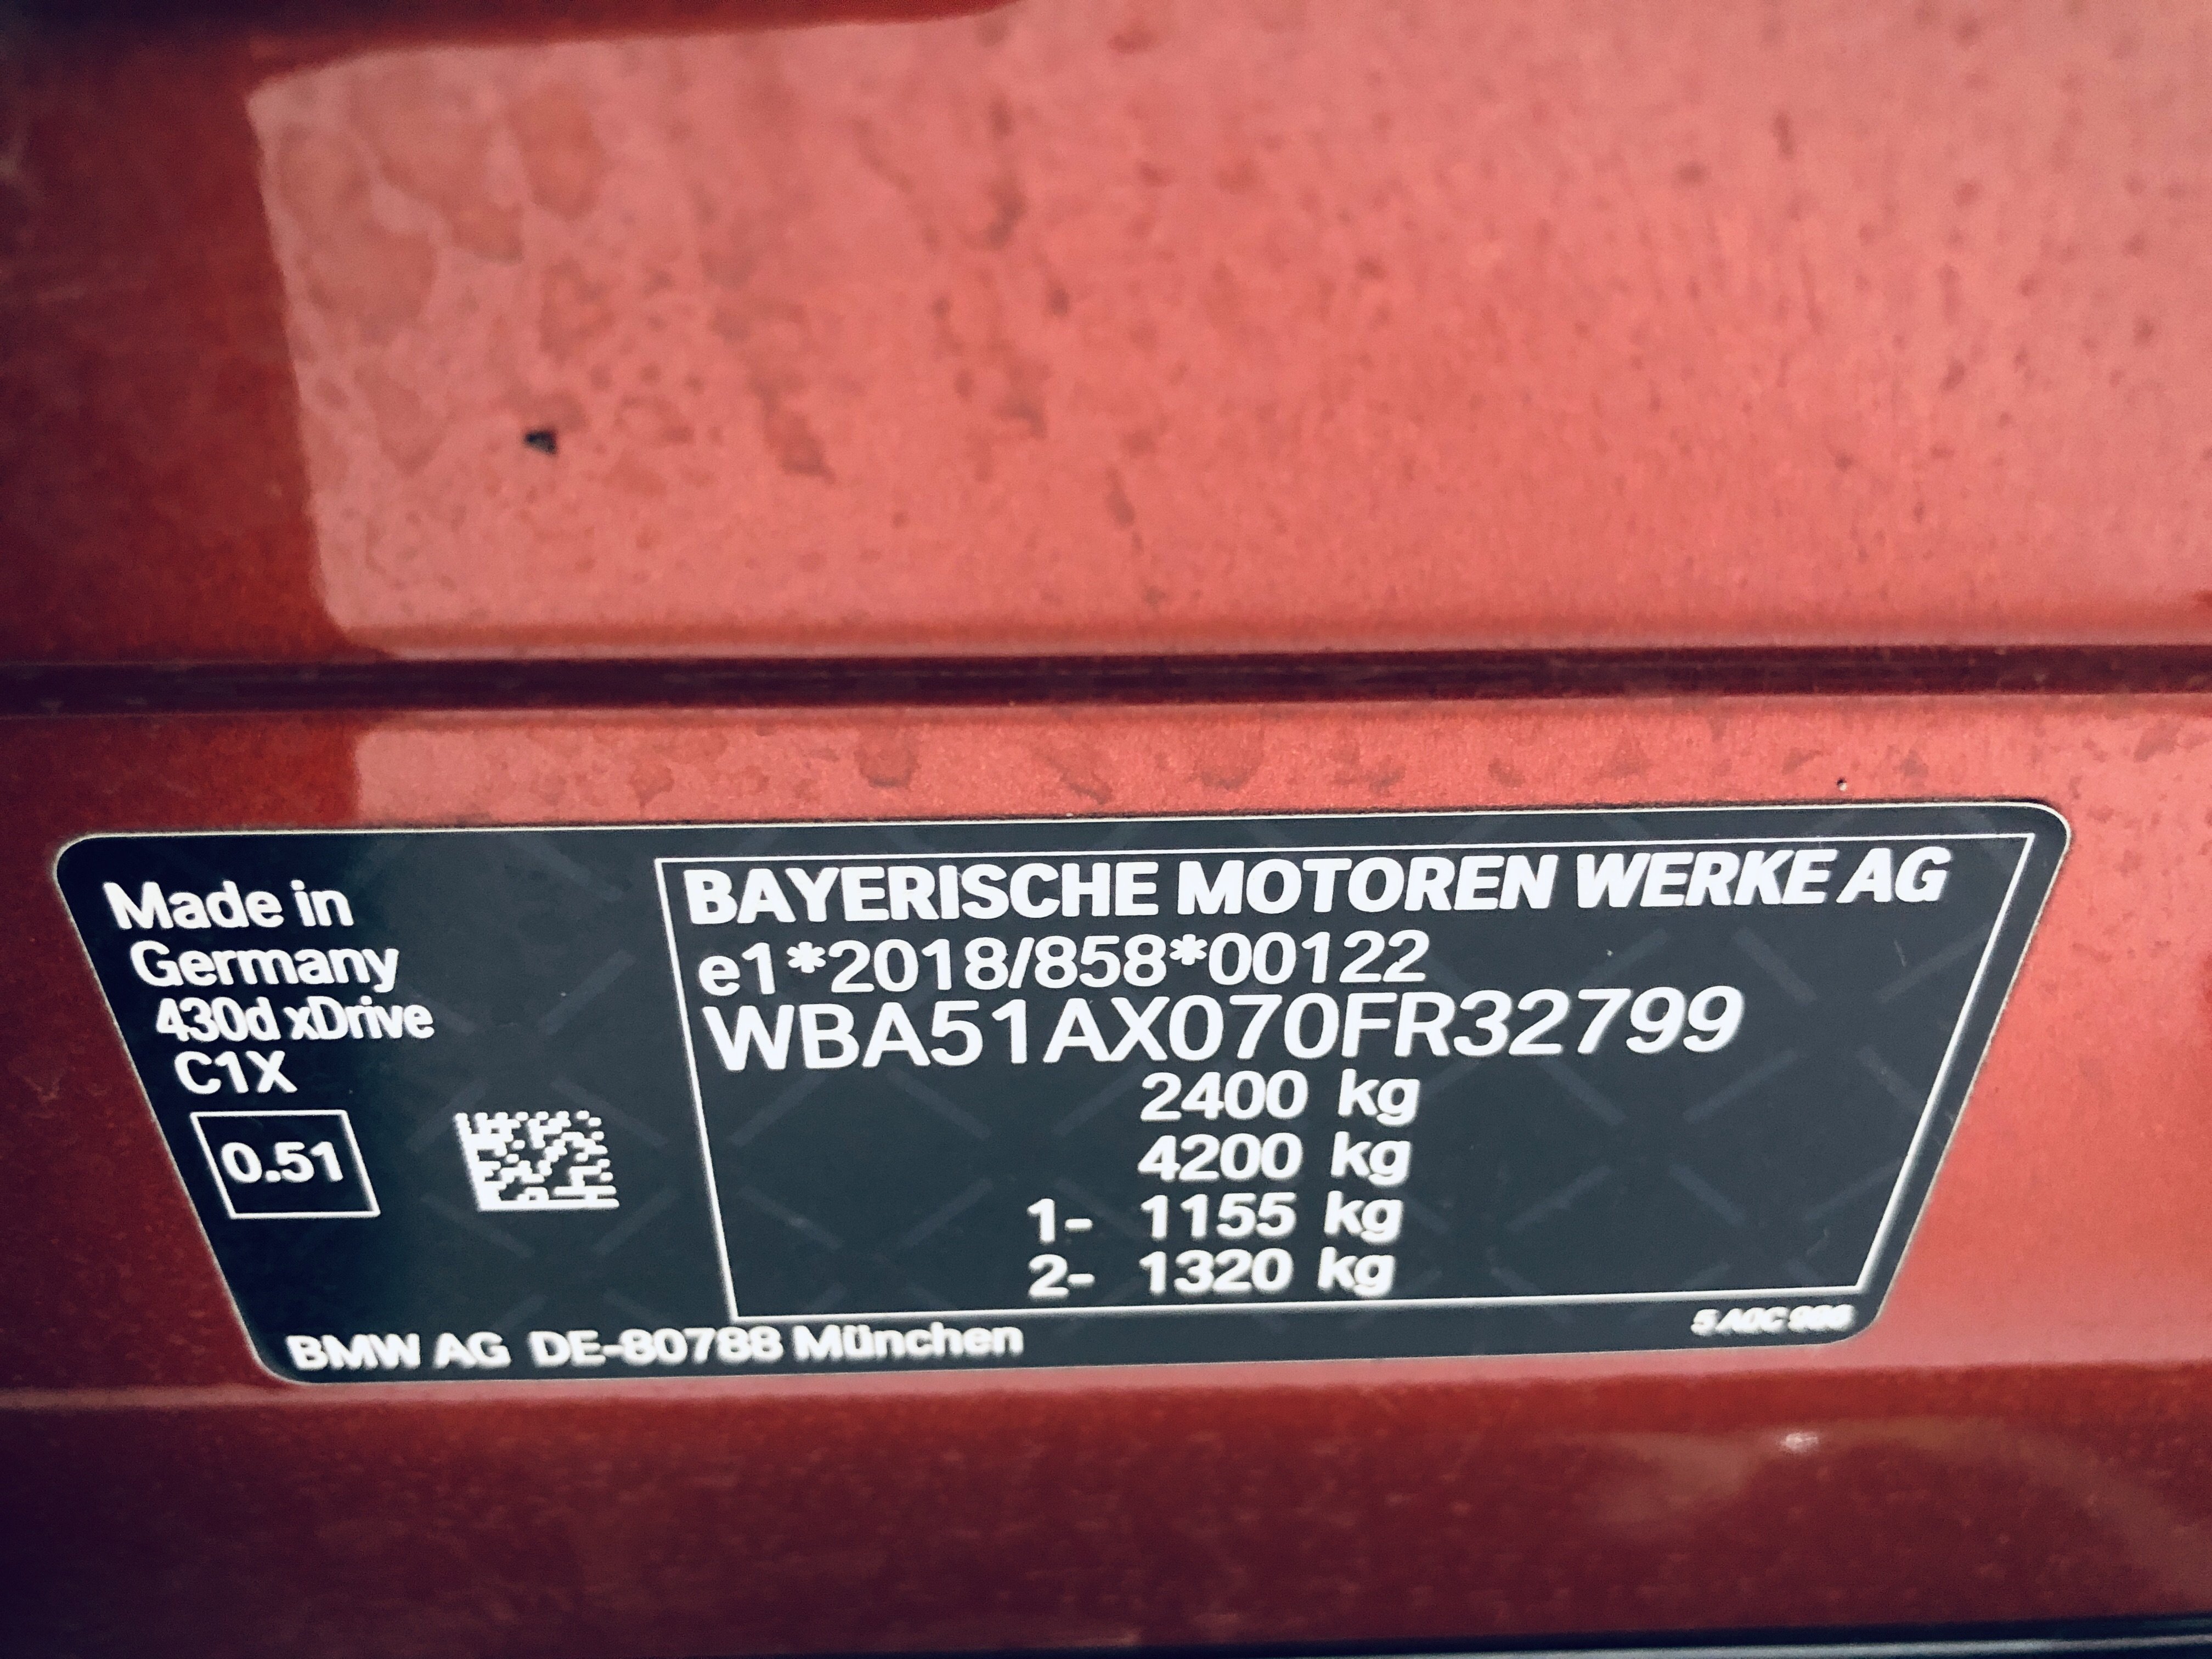 Made in
Germany
430d xDrive
C1X
0.51
BAYERISCHE MOTOREN WERKE AG
e1*2018/858*00122
WBA51AX070FR32799
2400 kg
4200 kg
1- 1155 kg
2- 1320 kg
BMW AG DE-80788 München